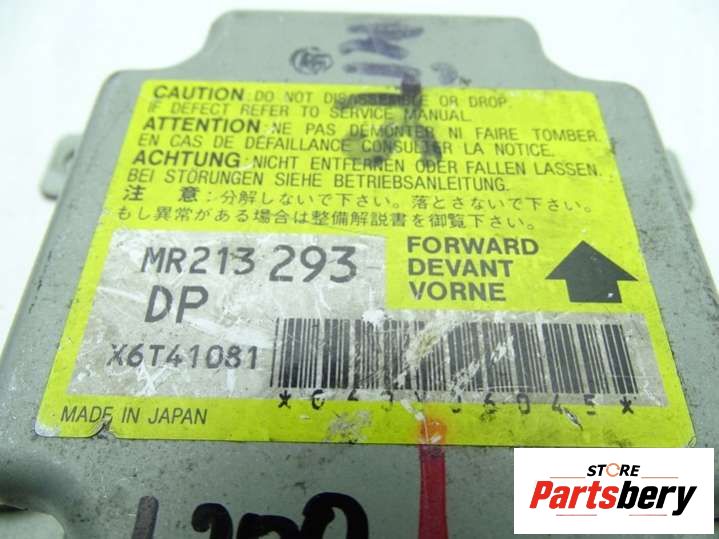 CAUTION: DO NOT DISASSEMBLE OR DROP.
IF DEFECT REFER TO SERVICE MANUAL.
ATTENTION: NE PAS DÉMONTER NI FAIRE TOMBER.
EN CAS DE DÉFAILLANCE CONSULTER LA NOTICE.
ACHTUNG: NICHT ENTFERNEN ODER FALLEN LASSEN.
BEI STÖRUNGEN SIEHE BETRIEBSANLEITUNG.
注 意:分解しないで下さい。落とさないで下さい。
もし異常がある場合は整備解説書を御覧下さい。
MR213 293
DP
X6T41081
FORWARD
DEVANT
VORNE
MADE IN JAPAN
STORE
Partsbery